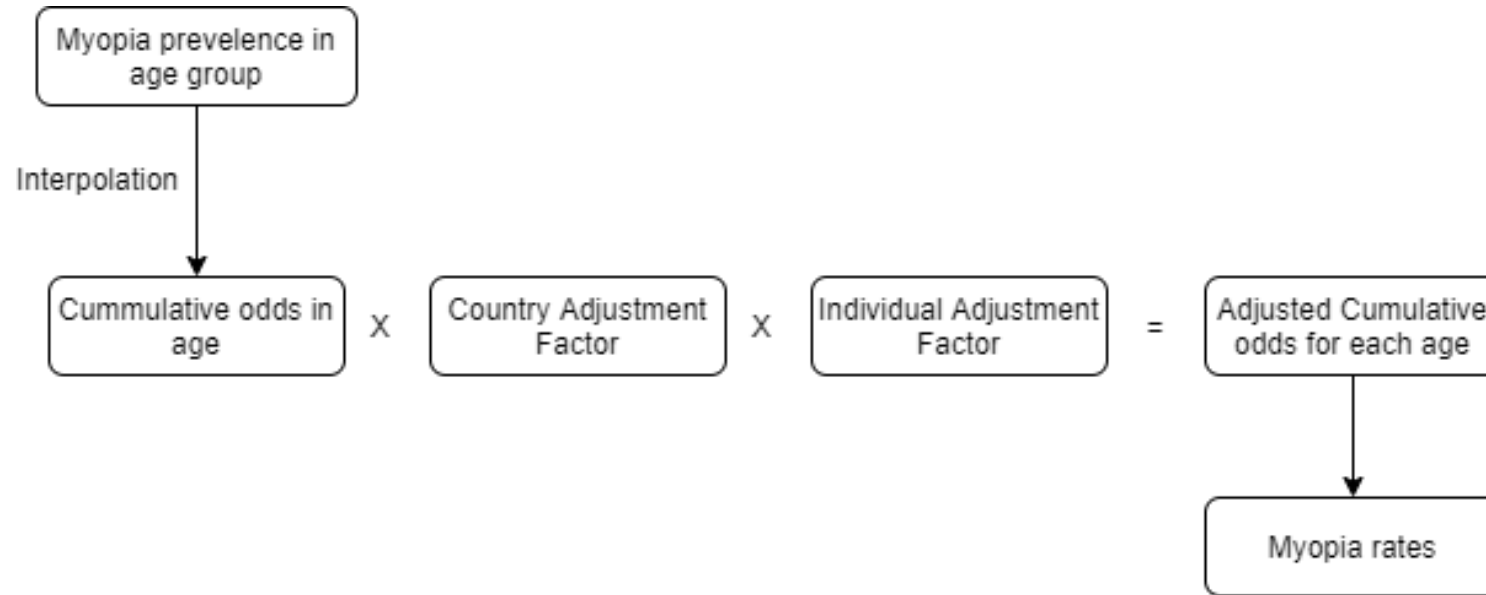 Myopia prevelence in
age group
Interpolation
Cummulative odds in
age
X
Country Adjustment
Factor
X
Individual Adjustment
Factor
=
Adjusted Cumulative
odds for each age
Myopia rates